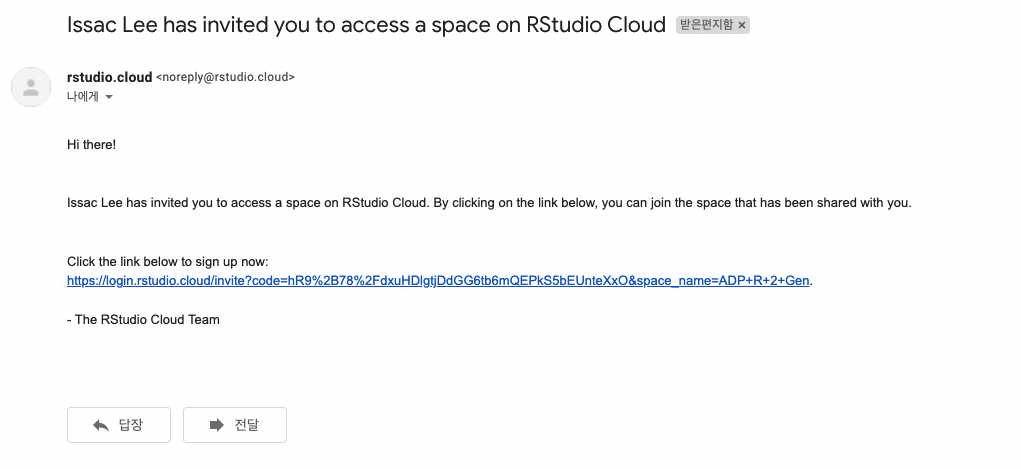 Issac Lee has invited you to access a space on RStudio Cloud 받은편지함 ×
rstudio.cloud <noreply@rstudio.cloud>
나에게
Hi there!
Issac Lee has invited you to access a space on RStudio Cloud. By clicking on the link below, you can join the space that has been shared with you.
Click the link below to sign up now:
https://login.rstudio.cloud/invite?code=hR9%2B78%2FdxuHDlgtjDdGG6tb6mQEPkS5bEUnteXxO&space_name=ADP+R+2+Gen.
- The RStudio Cloud Team
답장 전달